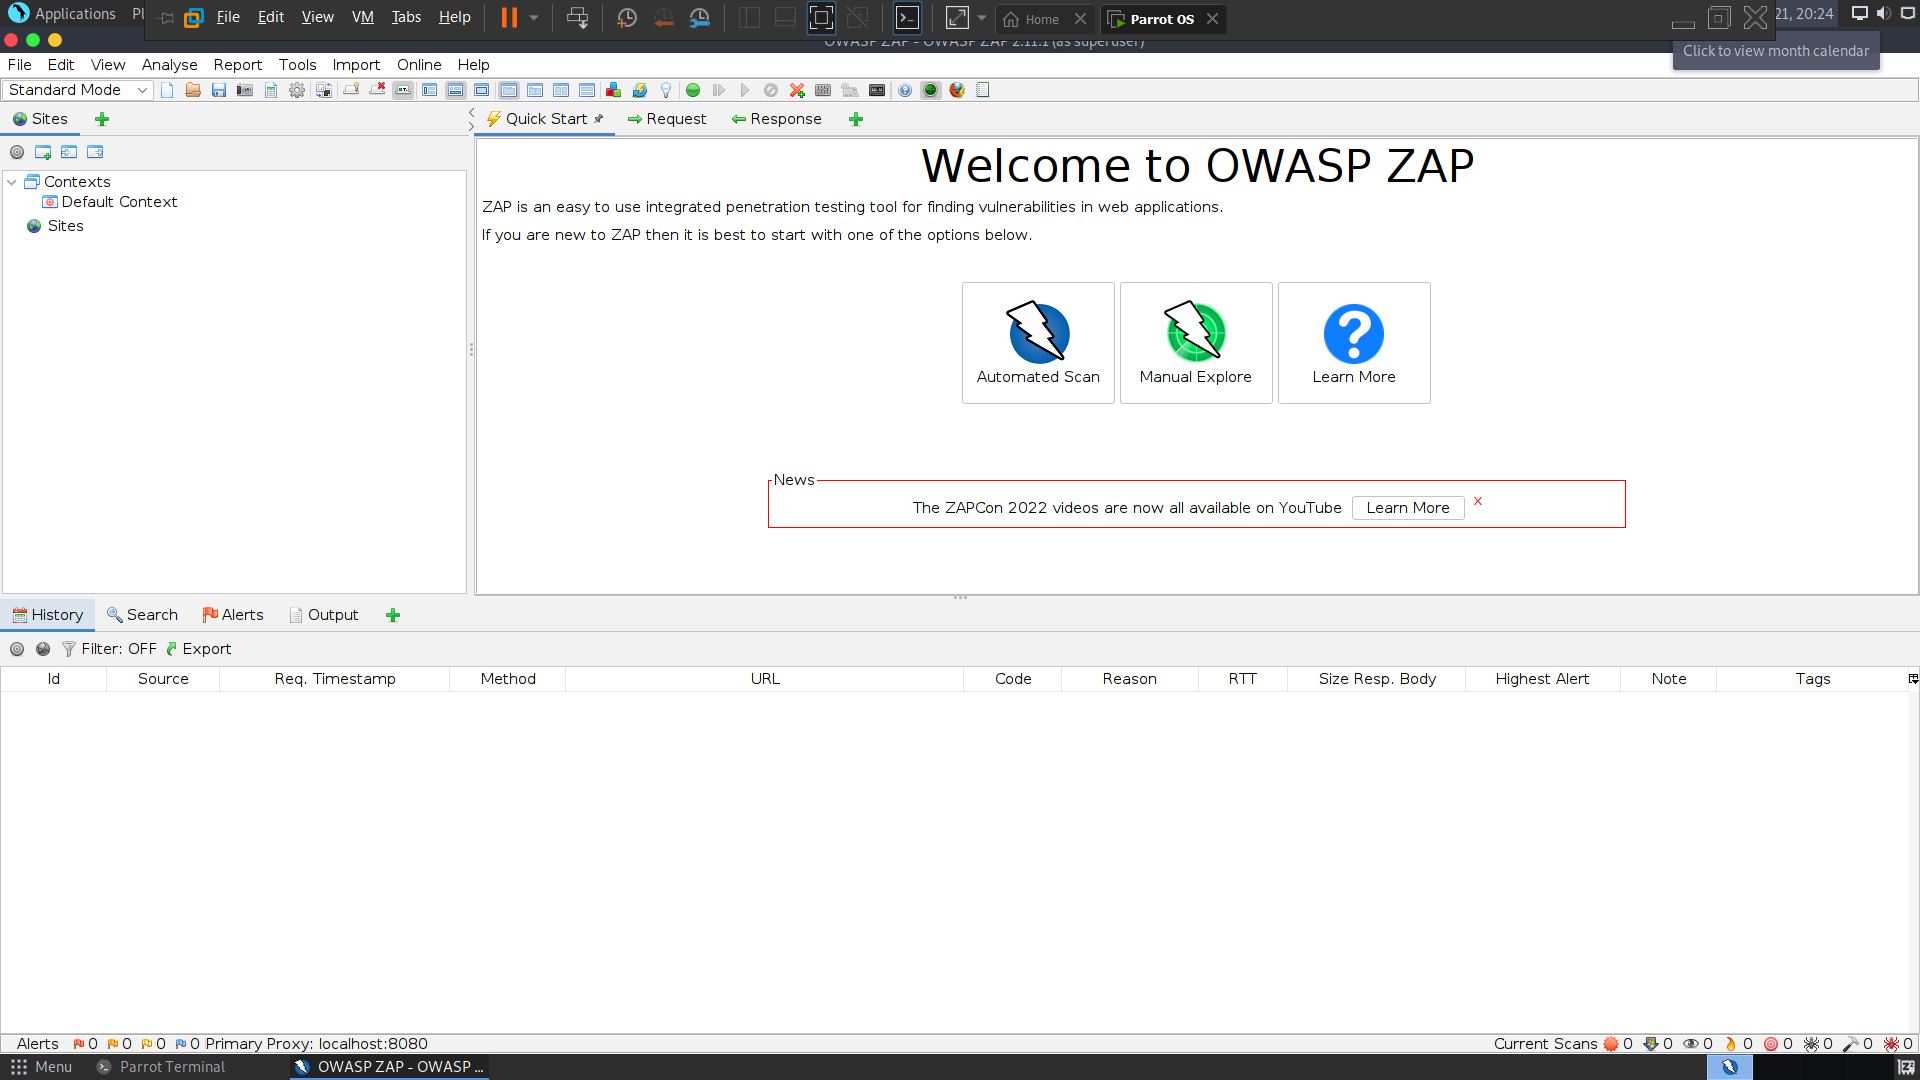 Applications
File Edit View VM Tabs Help
Home
Parrot OS
21, 20:24
OWASP ZAP - OWASP ZAP 2.11.1 (as superuser)
Click to view month calendar
File Edit View Analyse Report Tools Import Online Help
Standard Mode
Sites
Quick Start
Request
Response
Contexts
Default Context
Sites
Welcome to OWASP ZAP
ZAP is an easy to use integrated penetration testing tool for finding vulnerabilities in web applications.
If you are new to ZAP then it is best to start with one of the options below.
Automated Scan
Manual Explore
Learn More
News
The ZAPCon 2022 videos are now all available on YouTube Learn More X
History Search Alerts Output
Filter: OFF Export
Id Source Req. Timestamp Method URL Code Reason RTT Size Resp. Body Highest Alert Note Tags
Alerts 0 0 0 0 Primary Proxy: localhost:8080 Current Scans 0 0 0 0 0 0 0 0
Menu Parrot Terminal OWASP ZAP - OWASP ...